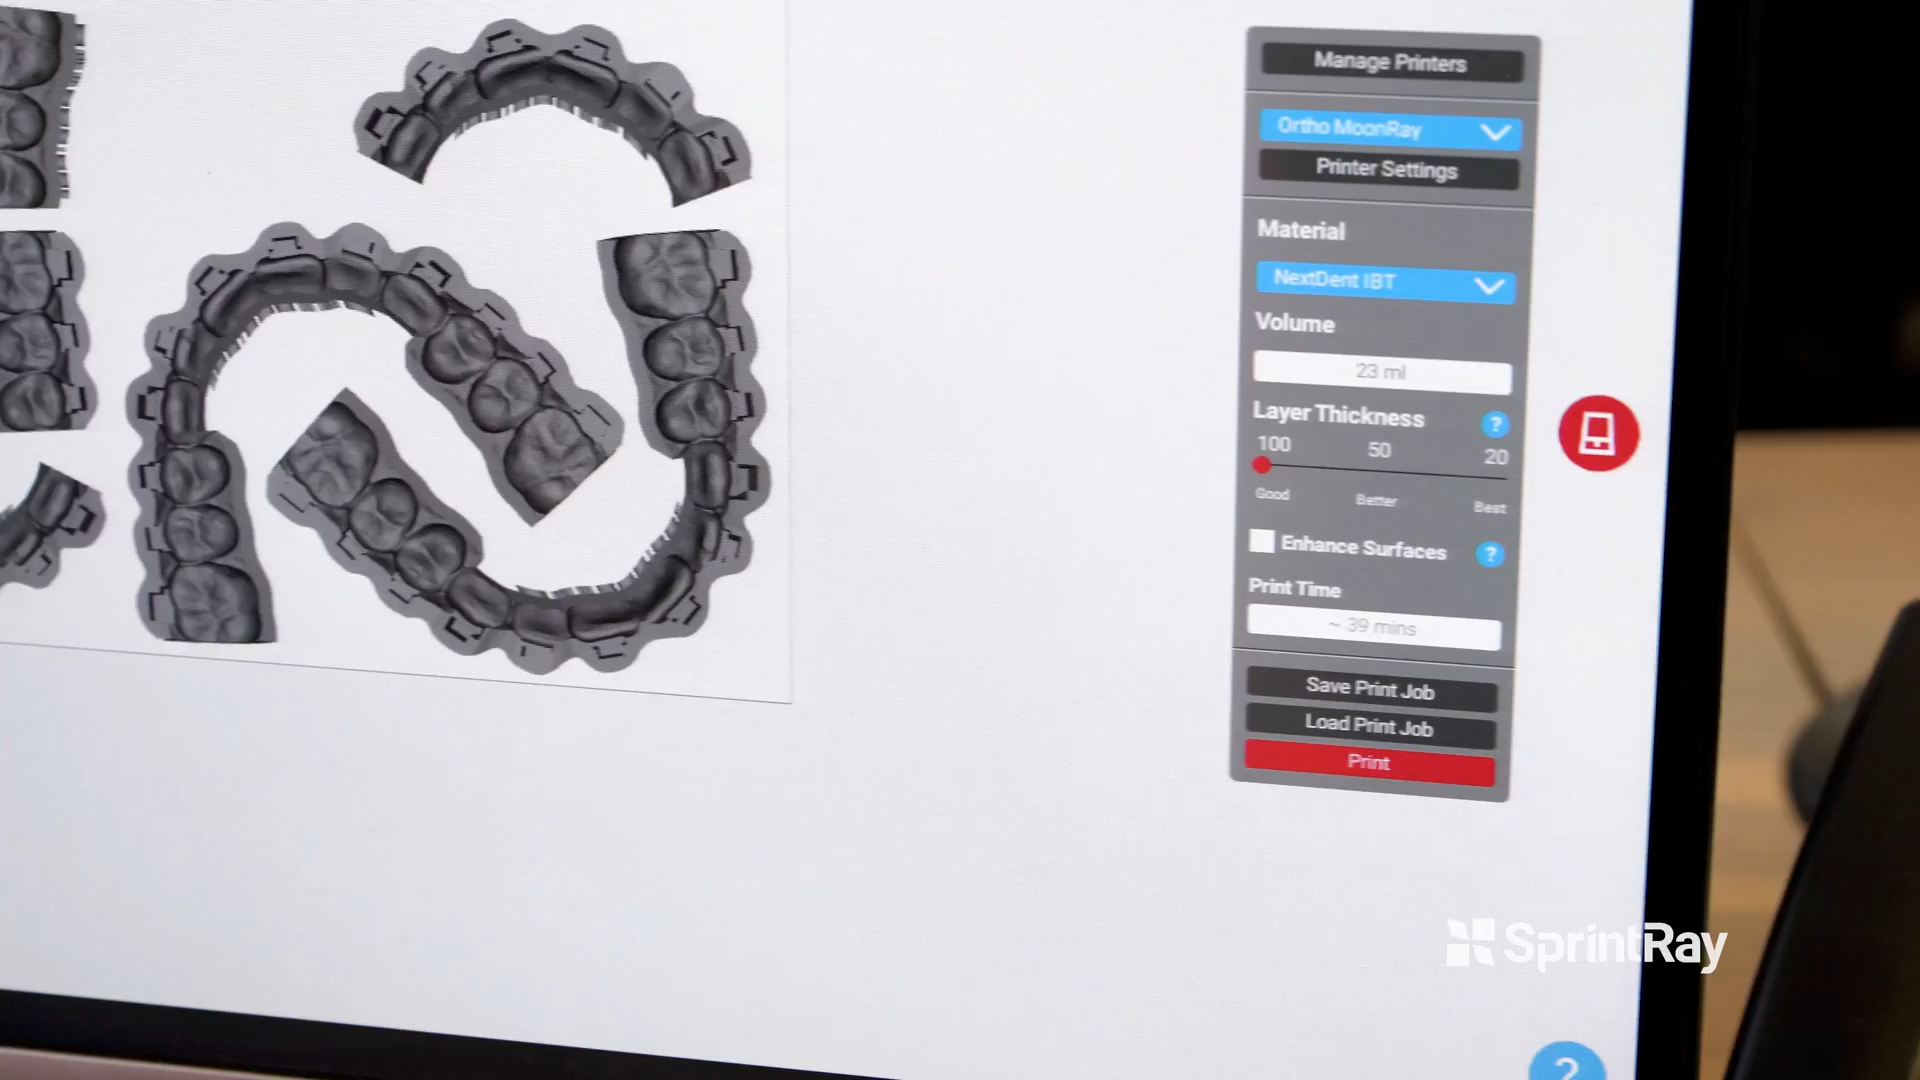 Manage Printers
Ortho MoonRay
Printer Settings
Material
NextDent IBT
Volume
23 ml
Layer Thickness ?
100 50 20
Good Better Best
Enhance Surfaces ?
Print Time
~ 39 mins
Save Print Job
Load Print Job
Print
SprintRay
?